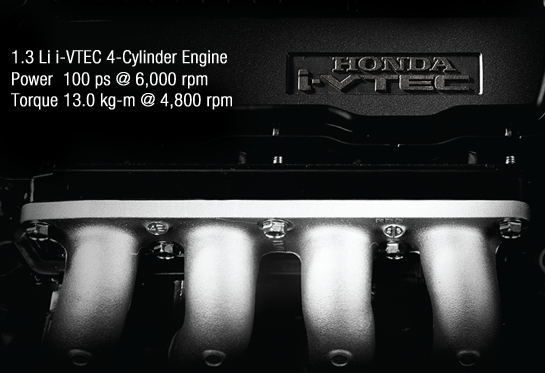 1.3 Li i-VTEC 4-Cylinder Engine
Power 100 ps @ 6,000 rpm
Torque 13.0 kg-m @ 4,800 rpm
HONDA
i-VTEC